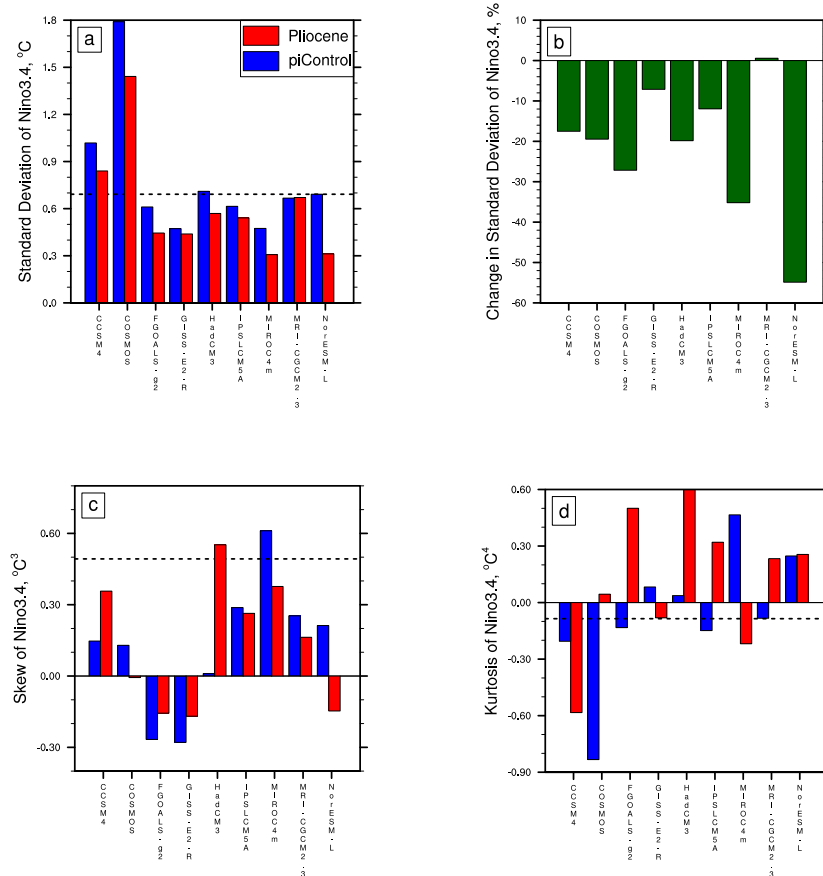 a
Pliocene
piControl
Standard Deviation of Nino3.4, °C
1.8
1.5
1.2
0.9
0.6
0.3
0.0
CCSM4
COSMOS
FGOALS-g2
GISS-E2-R
HadCM3
IPSLCM5A
MIROC4m
MRI-CGCM2.3
NorESM-L
b
Change in Standard Deviation of Nino3.4, %
10
0
-10
-20
-30
-40
-50
-60
CCSM4
COSMOS
FGOALS-g2
GISS-E2-R
HadCM3
IPSLCM5A
MIROC4m
MRI-CGCM2.3
NorESM-L
c
Skew of Nino3.4, °C³
0.60
0.30
0.00
-0.30
CCSM4
COSMOS
FGOALS-g2
GISS-E2-R
HadCM3
IPSLCM5A
MIROC4m
MRI-CGCM2.3
NorESM-L
d
Kurtosis of Nino3.4, °C⁴
0.60
0.30
0.00
-0.30
-0.60
-0.90
CCSM4
COSMOS
FGOALS-g2
GISS-E2-R
HadCM3
IPSLCM5A
MIROC4m
MRI-CGCM2.3
NorESM-L